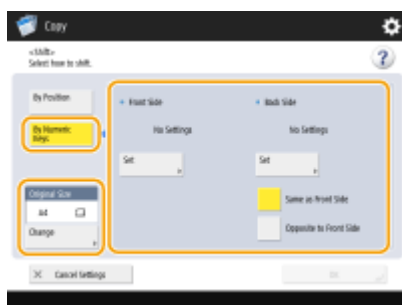 Copy
<Shift>
Select how to shift.
?
By Position
By Numeric
Keys
Front Side
Back Side
No Settings
No Settings
Set
Set
Original Size
A4
Change
Same as Front Side
Opposite to Front Side
Cancel Settings
OK